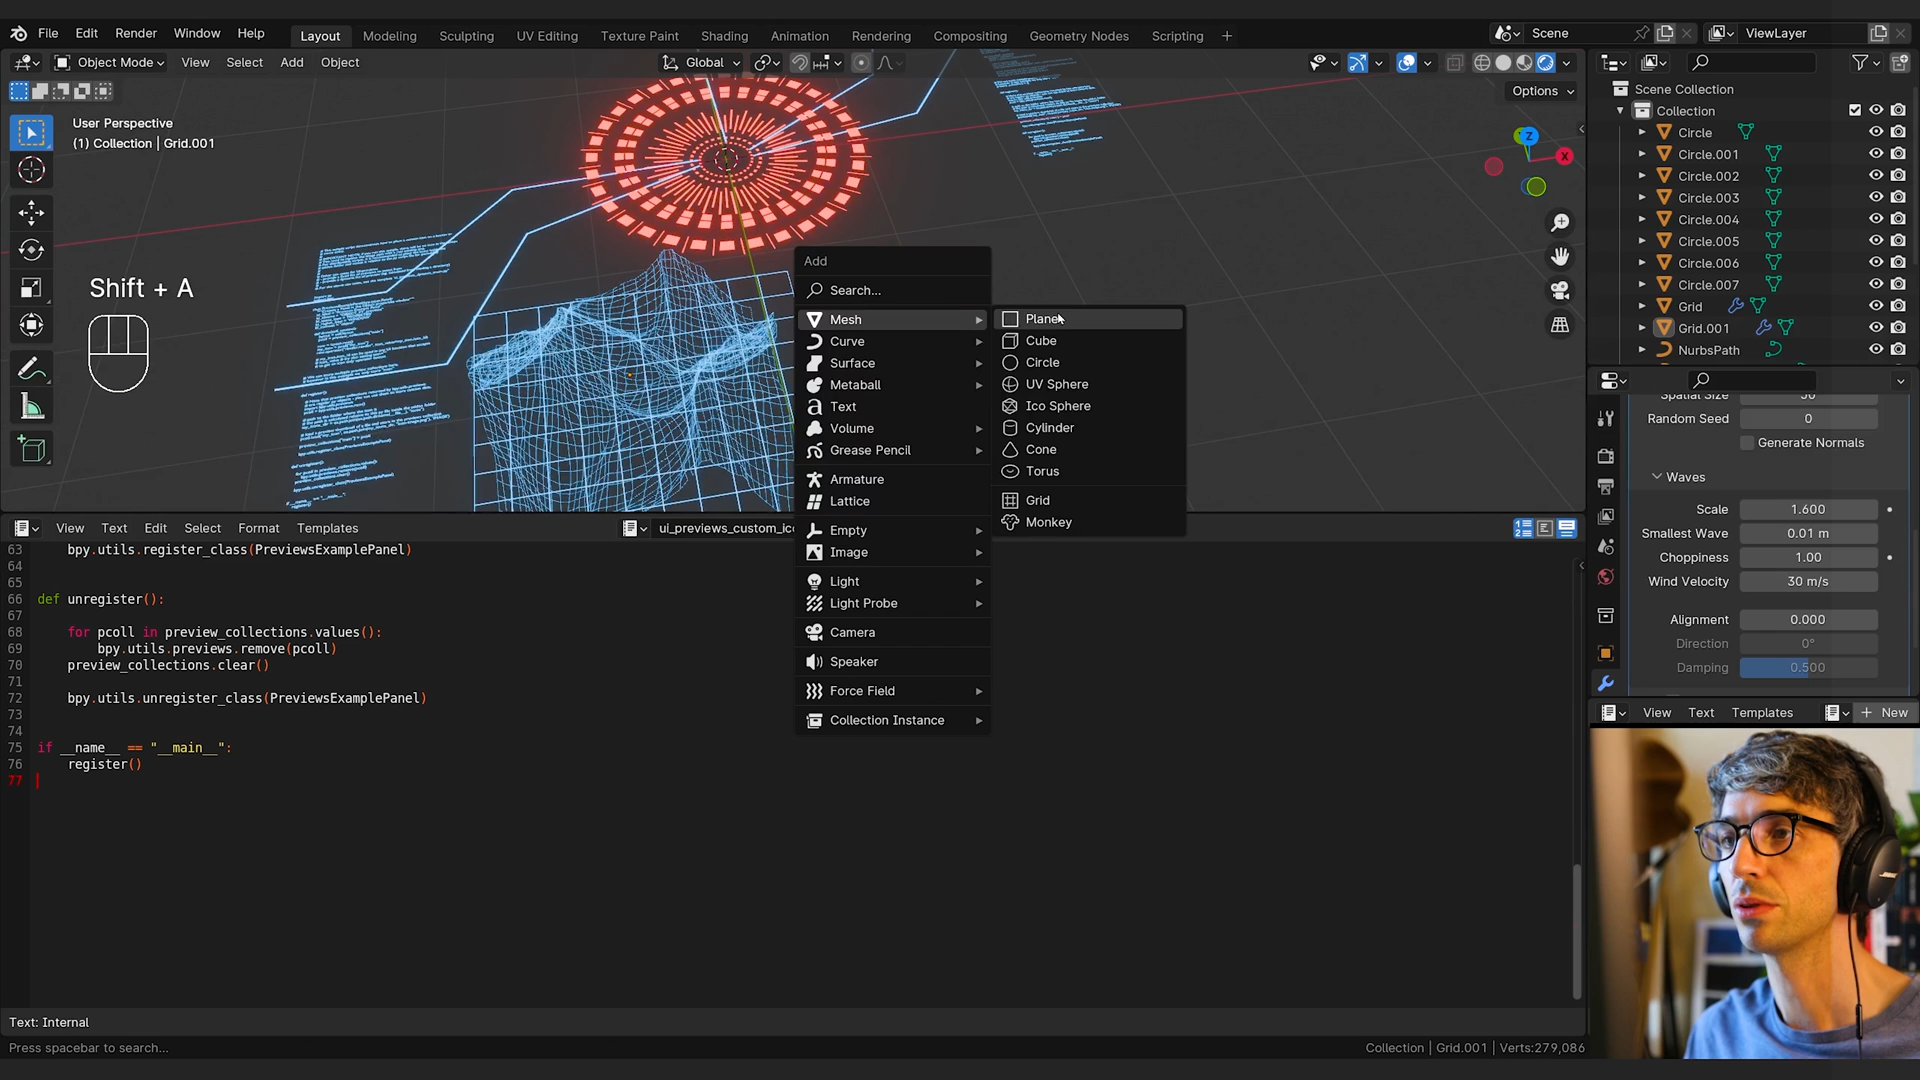 File Edit Render Window Help Layout Modeling Sculpting UV Editing Texture Paint Shading Animation Rendering Compositing Geometry Nodes Scripting + Scene ViewLayer
Object Mode View Select Add Object Global
Options
User Perspective
(1) Collection | Grid.001
Shift + A
Add
Search...
Mesh
Curve
Surface
Metaball
Text
Volume
Grease Pencil
Armature
Lattice
Empty
Image
Light
Light Probe
Camera
Speaker
Force Field
Collection Instance
Plane
Cube
Circle
UV Sphere
Ico Sphere
Cylinder
Cone
Torus
Grid
Monkey
Z
X
Scene Collection
Collection
Circle
Circle.001
Circle.002
Circle.003
Circle.004
Circle.005
Circle.006
Circle.007
Grid
Grid.001
NurbsPath
Random Seed 0
Generate Normals
Waves
Scale 1.600
Smallest Wave 0.01 m
Choppiness 1.00
Wind Velocity 30 m/s
Alignment 0.000
Direction 0°
Damping 0.500
View Text Templates + New
View Text Edit Select Format Templates ui_previews_custom_ic
63 bpy.utils.register_class(PreviewsExamplePanel)
64
65
66 def unregister():
67
68 for pcoll in preview_collections.values():
69 bpy.utils.previews.remove(pcoll)
70 preview_collections.clear()
71
72 bpy.utils.unregister_class(PreviewsExamplePanel)
73
74
75 if __name__ == "__main__":
76 register()
77
Text: Internal
Press spacebar to search...
Collection | Grid.001 | Verts:279,086